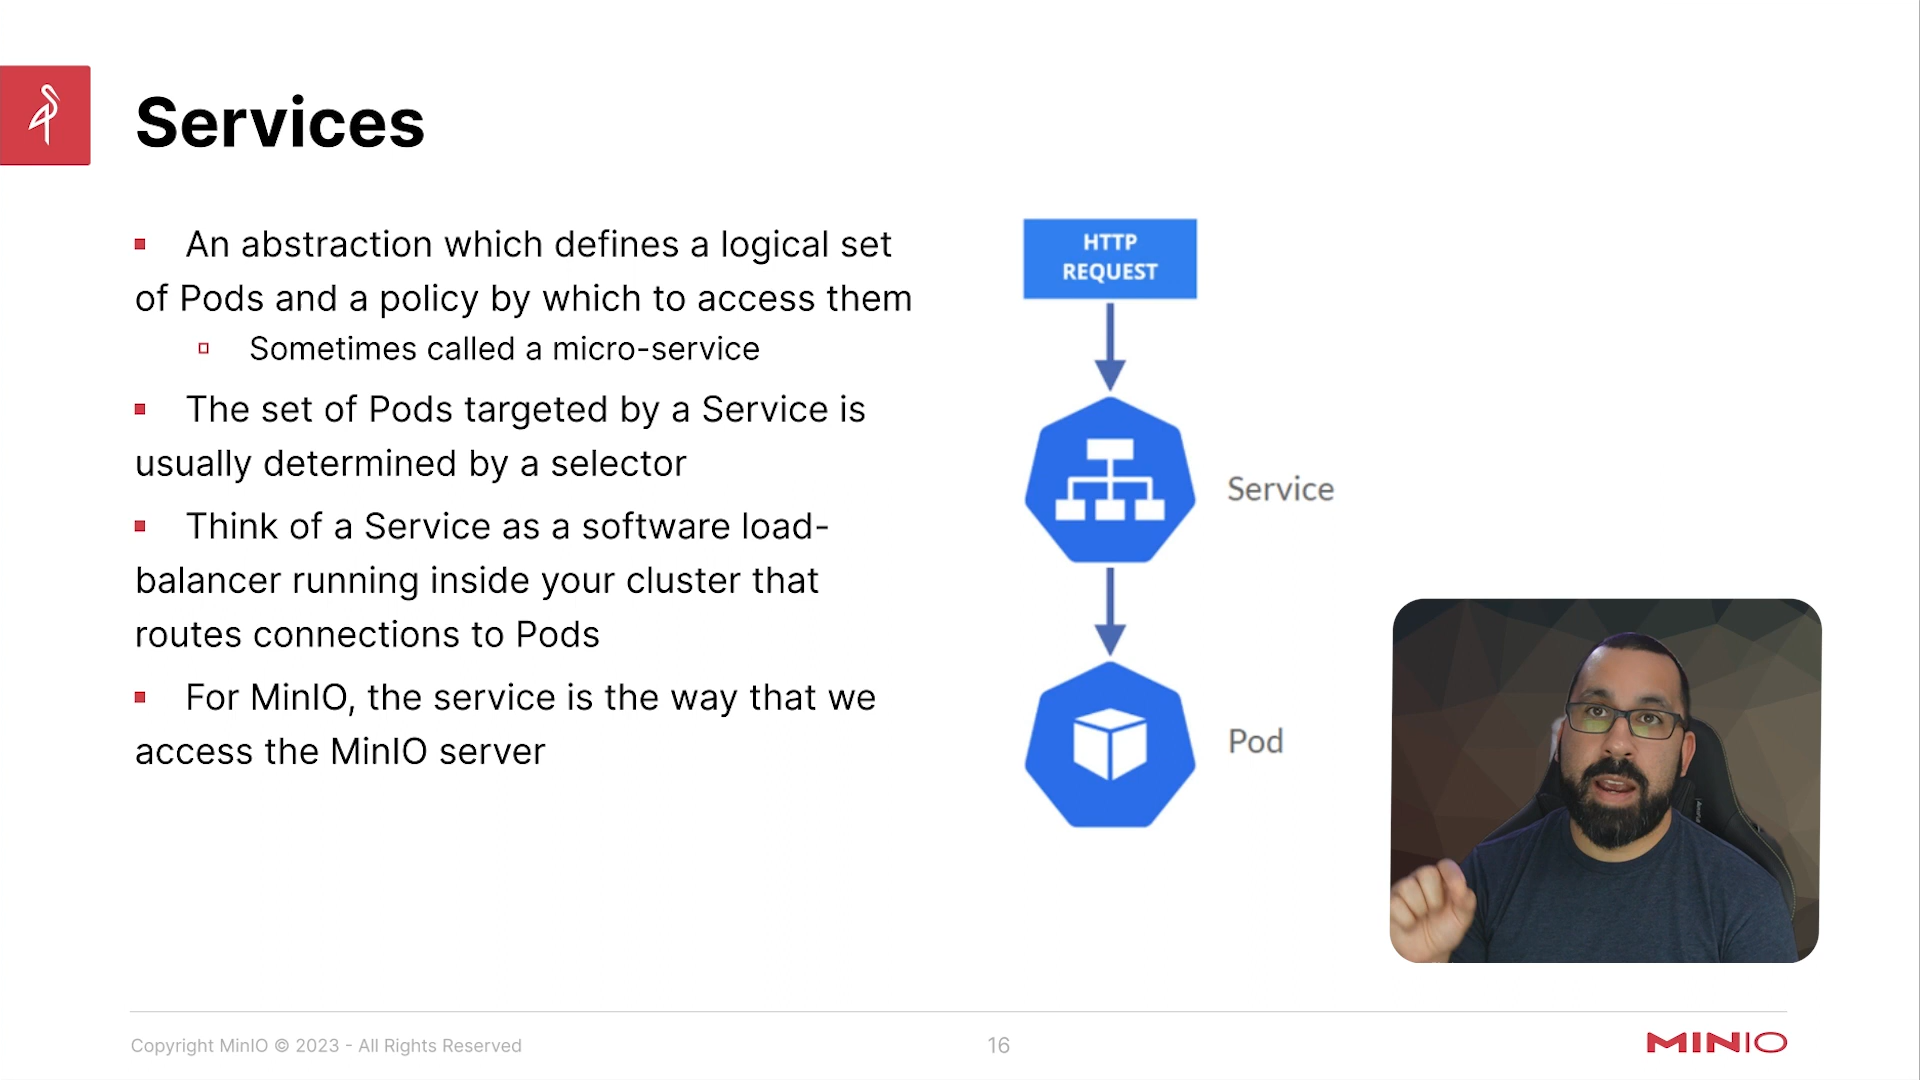 Services
An abstraction which defines a logical set
of Pods and a policy by which to access them
Sometimes called a micro-service
The set of Pods targeted by a Service is
usually determined by a selector
Think of a Service as a software load-
balancer running inside your cluster that
routes connections to Pods
For MinIO, the service is the way that we
access the MinIO server
HTTP
REQUEST
Service
Pod
Copyright MinIO © 2023 - All Rights Reserved
16
MINIO